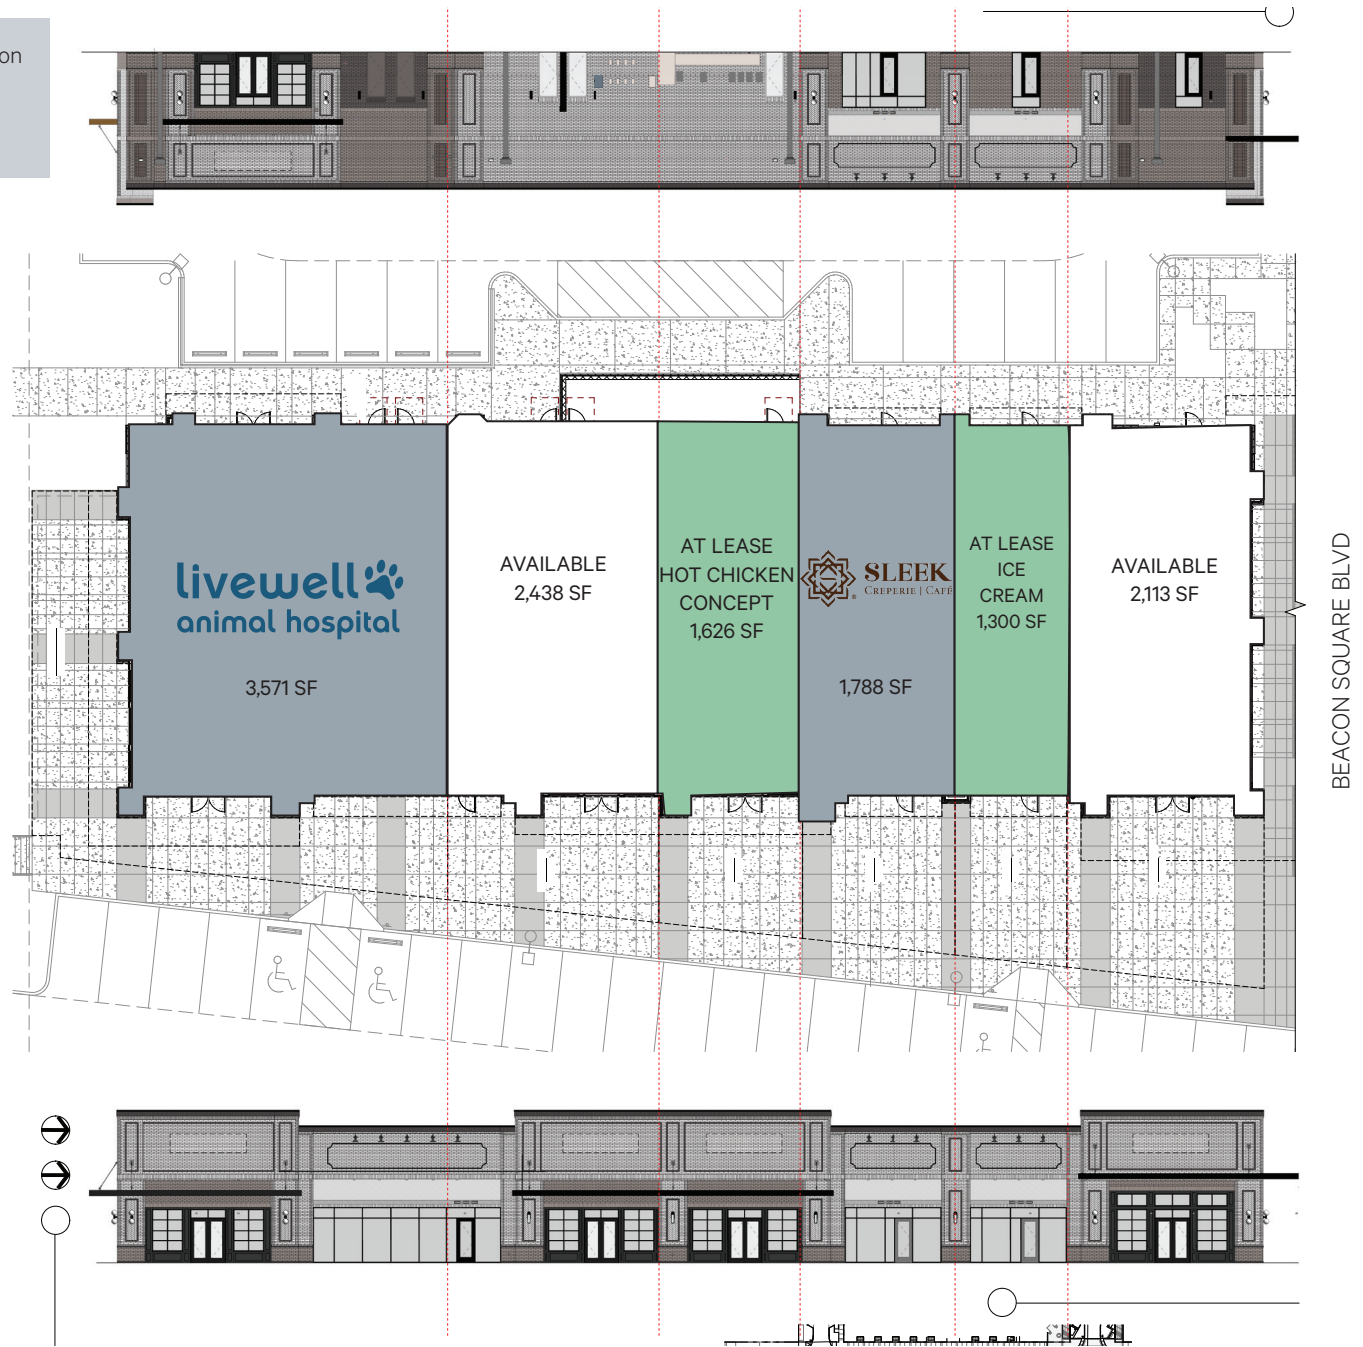 on
livewell
animal hospital
3,571 SF
AVAILABLE
2,438 SF
AT LEASE
HOT CHICKEN
CONCEPT
1,626 SF
SLEEK
CREPERIE | CAFÉ
1,788 SF
AT LEASE
ICE
CREAM
1,300 SF
AVAILABLE
2,113 SF
BEACON SQUARE BLVD